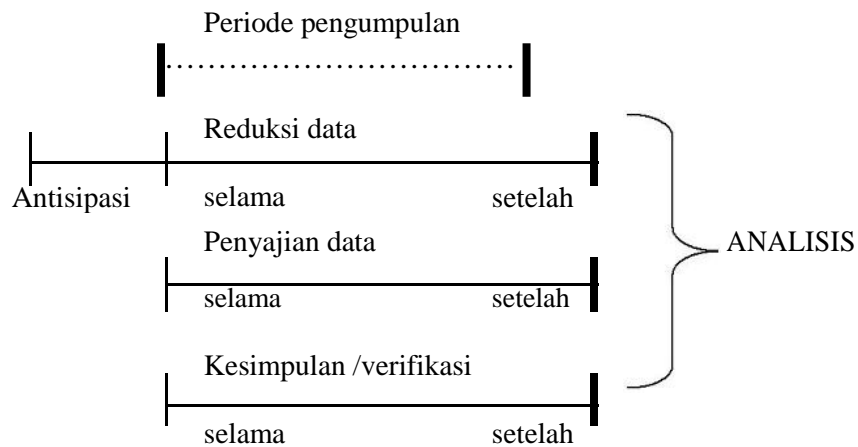 Periode pengumpulan
Reduksi data
Antisipasi selama setelah
Penyajian data
ANALISIS
selama setelah
Kesimpulan /verifikasi
selama setelah